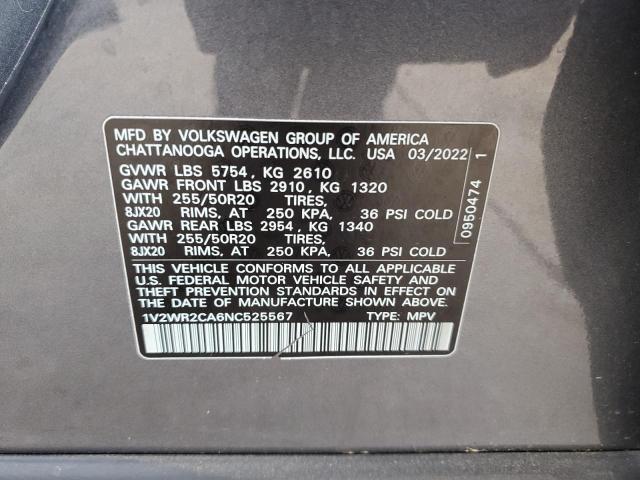 MFD BY VOLKSWAGEN GROUP OF AMERICA
CHATTANOOGA OPERATIONS, LLC. USA 03/2022
GVWR LBS 5754, KG 2610
GAWR FRONT LBS 2910, KG 1320
WITH 255/50R20 TIRES,
8JX20 RIMS, AT 250 KPA, 36 PSI COLD
GAWR REAR LBS 2954, KG 1340
WITH 255/50R20 TIRES,
8JX20 RIMS, AT 250 KPA, 36 PSI COLD
THIS VEHICLE CONFORMS TO ALL APPLICABLE
U.S. FEDERAL MOTOR VEHICLE SAFETY AND
THEFT PREVENTION STANDARDS IN EFFECT ON
THE DATE OF MANUFACTURE SHOWN ABOVE.
1V2WR2CA6NC525567 TYPE: MPV
0950474 1